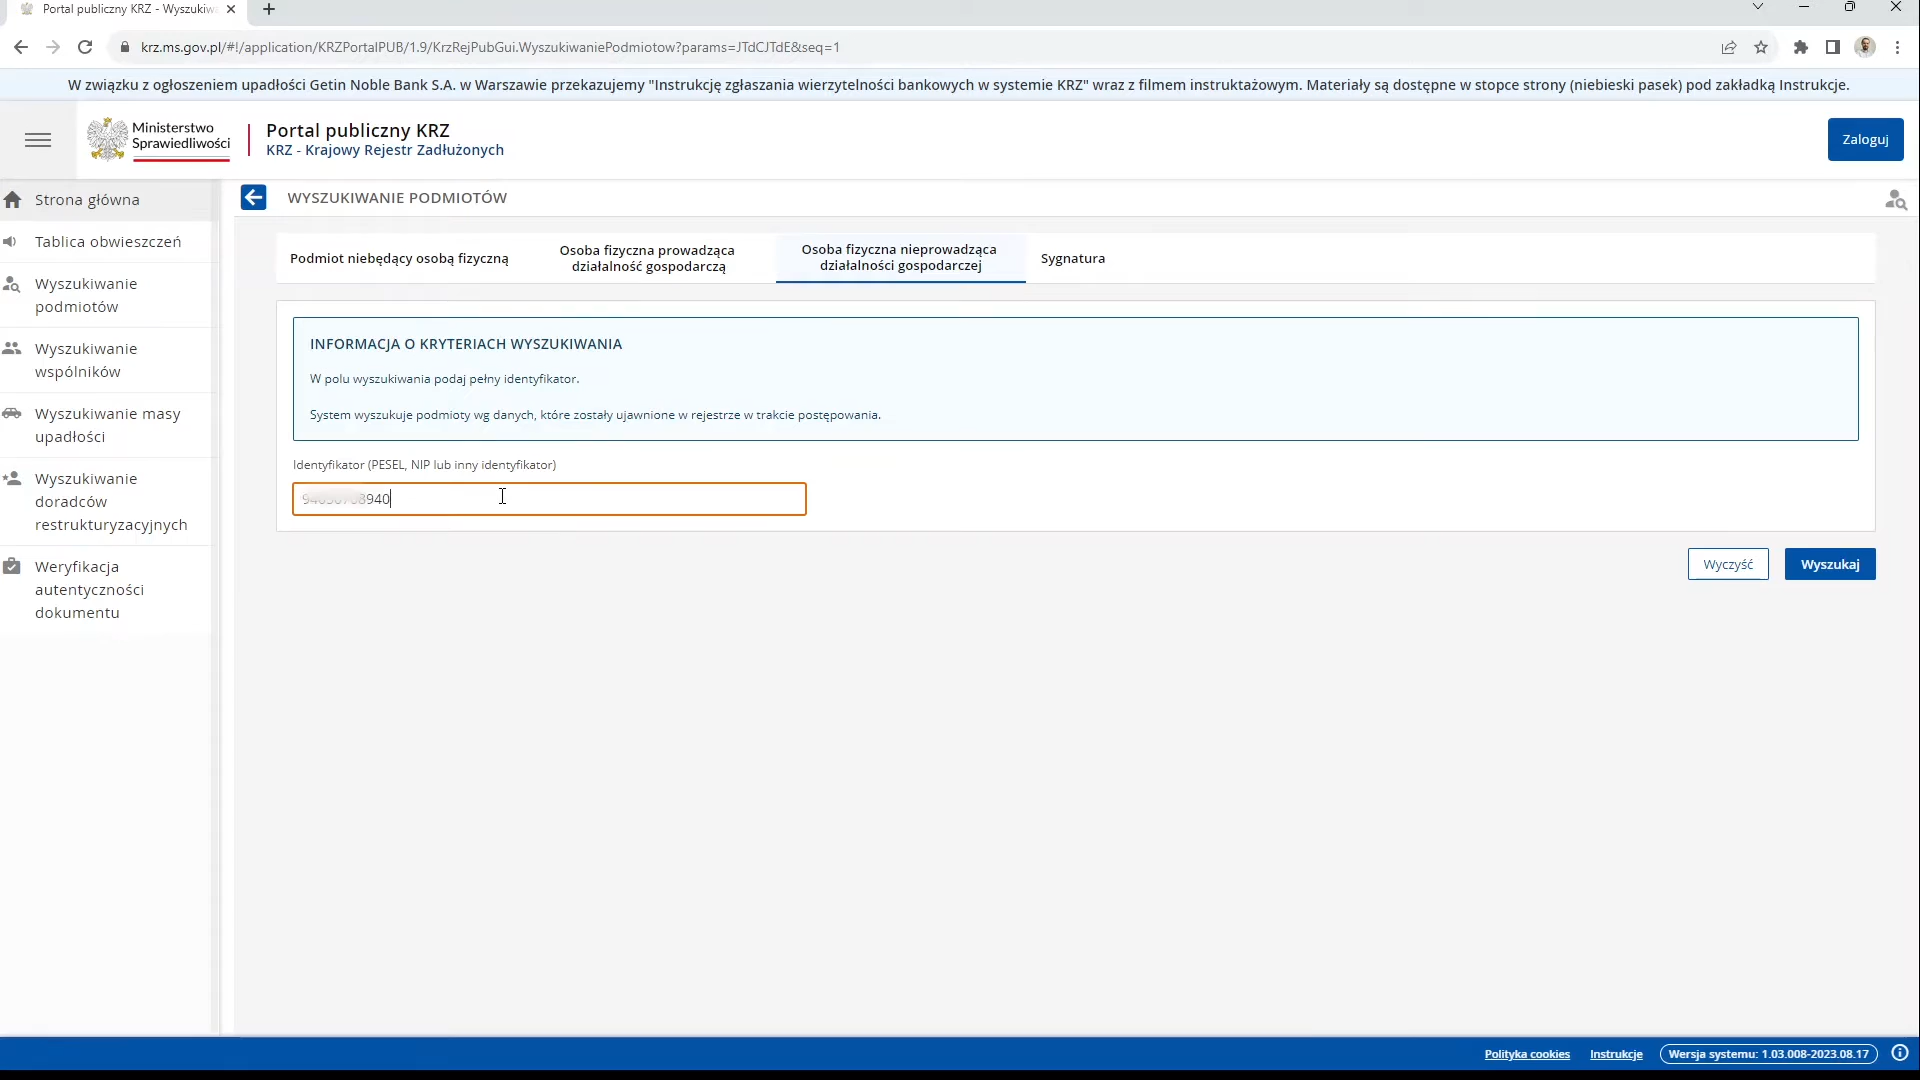 Portal publiczny KRZ - Wyszukiwa
krz.ms.gov.pl/#!/application/KRZPortalPUB/1.9/KrzRejPubGui.WyszukiwaniePodmiotow?params=JTdCJTdE&seq=1
W związku z ogłoszeniem upadłości Getin Noble Bank S.A. w Warszawie przekazujemy "Instrukcję zgłaszania wierzytelności bankowych w systemie KRZ" wraz z filmem instruktażowym. Materiały są dostępne w stopce strony (niebieski pasek) pod zakładką Instrukcje.
Ministerstwo
Sprawiedliwości
Portal publiczny KRZ
KRZ - Krajowy Rejestr Zadłużonych
Zaloguj
Strona główna
Tablica obwieszczeń
Wyszukiwanie
podmiotów
Wyszukiwanie
wspólników
Wyszukiwanie masy
upadłości
Wyszukiwanie
doradców
restrukturyzacyjnych
Weryfikacja
autentyczności
dokumentu
WYSZUKIWANIE PODMIOTÓW
Podmiot niebędący osobą fizyczną
Osoba fizyczna prowadząca
działalność gospodarczą
Osoba fizyczna nieprowadząca
działalności gospodarczej
Sygnatura
INFORMACJA O KRYTERIACH WYSZUKIWANIA
W polu wyszukiwania podaj pełny identyfikator.
System wyszukuje podmioty wg danych, które zostały ujawnione w rejestrze w trakcie postępowania.
Identyfikator (PESEL, NIP lub inny identyfikator)
Wyczyść
Wyszukaj
Polityka cookies
Instrukcje
Wersja systemu: 1.03.008-2023.08.17